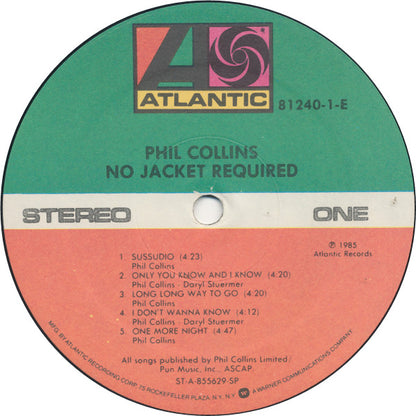 ATLANTIC
81240-1-E
PHIL COLLINS
NO JACKET REQUIRED
STEREO ONE
℗ 1985
Atlantic Records
1. SUSSUDIO (4:23)
Phil Collins
2. ONLY YOU KNOW AND I KNOW (4:20)
Phil Collins - Daryl Stuermer
3. LONG LONG WAY TO GO (4:20)
Phil Collins
4. I DON'T WANNA KNOW (4:12)
Phil Collins - Daryl Stuermer
5. ONE MORE NIGHT (4:47)
Phil Collins
All songs published by Phil Collins Limited/
Pun Music, Inc., ASCAP.
ST-A-855629-SP
MFG. BY ATLANTIC RECORDING CORP., 75 ROCKEFELLER PLAZA, N.Y., N.Y. A WARNER COMMUNICATIONS COMPANY